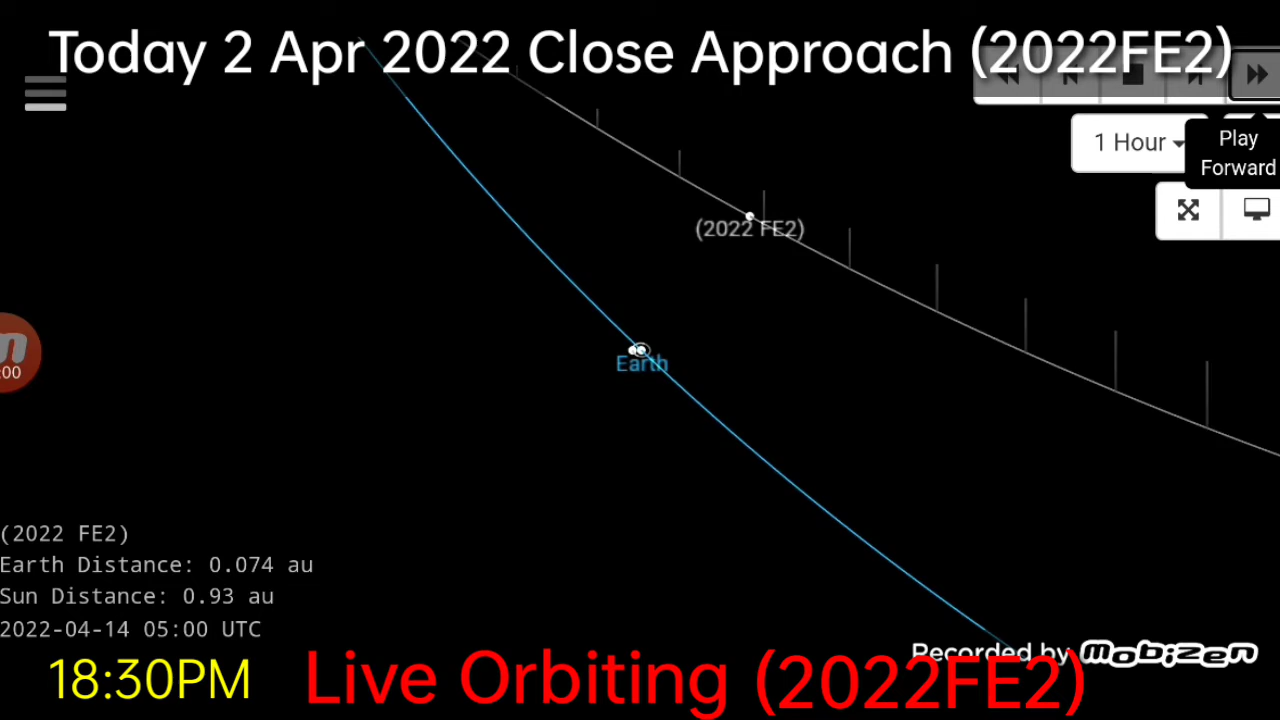 Today 2 Apr 2022 Close Approach (2022FE2)
1 Hour
Play
Forward
(2022 FE2)
Earth
(2022 FE2)
Earth Distance: 0.074 au
Sun Distance: 0.93 au
2022-04-14 05:00 UTC
:00
Recorded by mobizen
18:30PM
Live Orbiting (2022FE2)